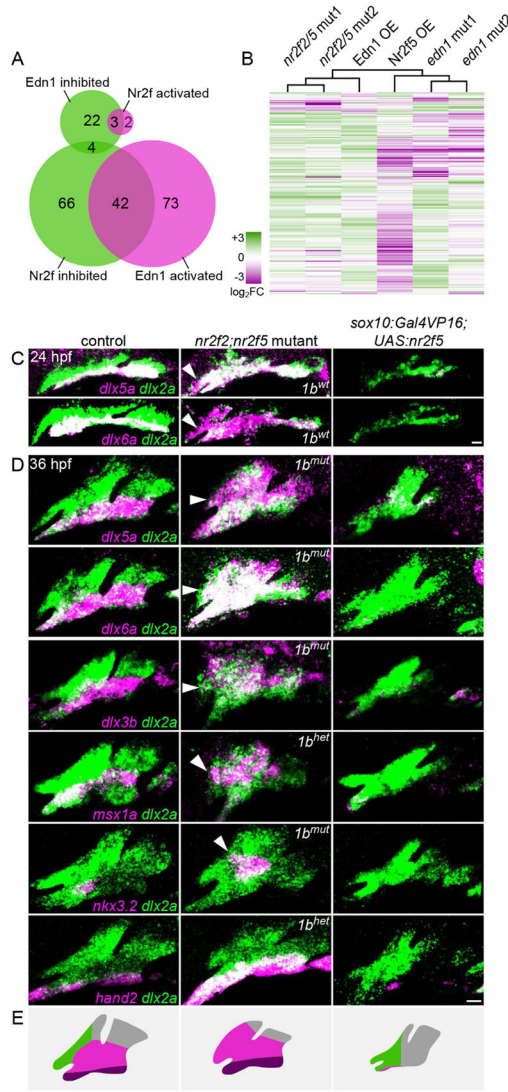 A
Edn1 inhibited
Nr2f activated
22
3
2
4
66
42
73
Nr2f inhibited
Edn1 activated
B
nr2f2/5 mut1
nr2f2/5 mut2
Edn1 OE
Nr2f5 OE
edn1 mut1
edn1 mut2
+3
0
-3
log2FC
control
nr2f2;nr2f5 mutant
sox10:Gal4VP16;
UAS:nr2f5
C
24 hpf
dlx5a dlx2a
1b^wt
dlx6a dlx2a
1b^wt
D
36 hpf
dlx5a dlx2a
1b^mut
dlx6a dlx2a
1b^mut
dlx3b dlx2a
1b^mut
msx1a dlx2a
1b^het
nkx3.2 dlx2a
1b^mut
hand2 dlx2a
1b^het
E